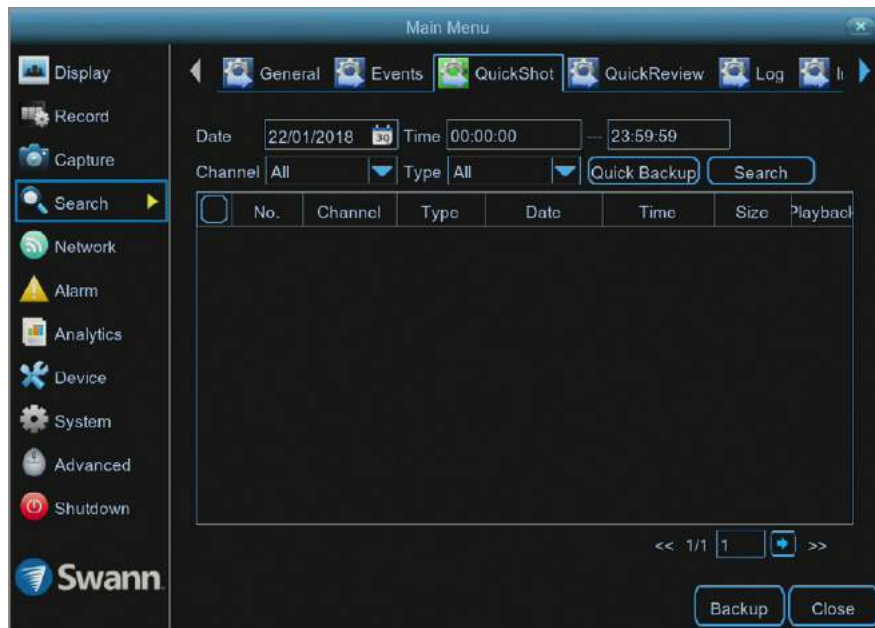 Main Menu
Display
Record
Capture
Search
Network
Alarm
Analytics
Device
System
Advanced
Shutdown
Swann
General Events QuickShot QuickReview Log
Date 22/01/2018 30 Time 00:00:00 — 23:59:59
Channel All Type All Quick Backup Search
No. Channel Type Date Time Size Playback
<< 1/1 1 >>
Backup Close